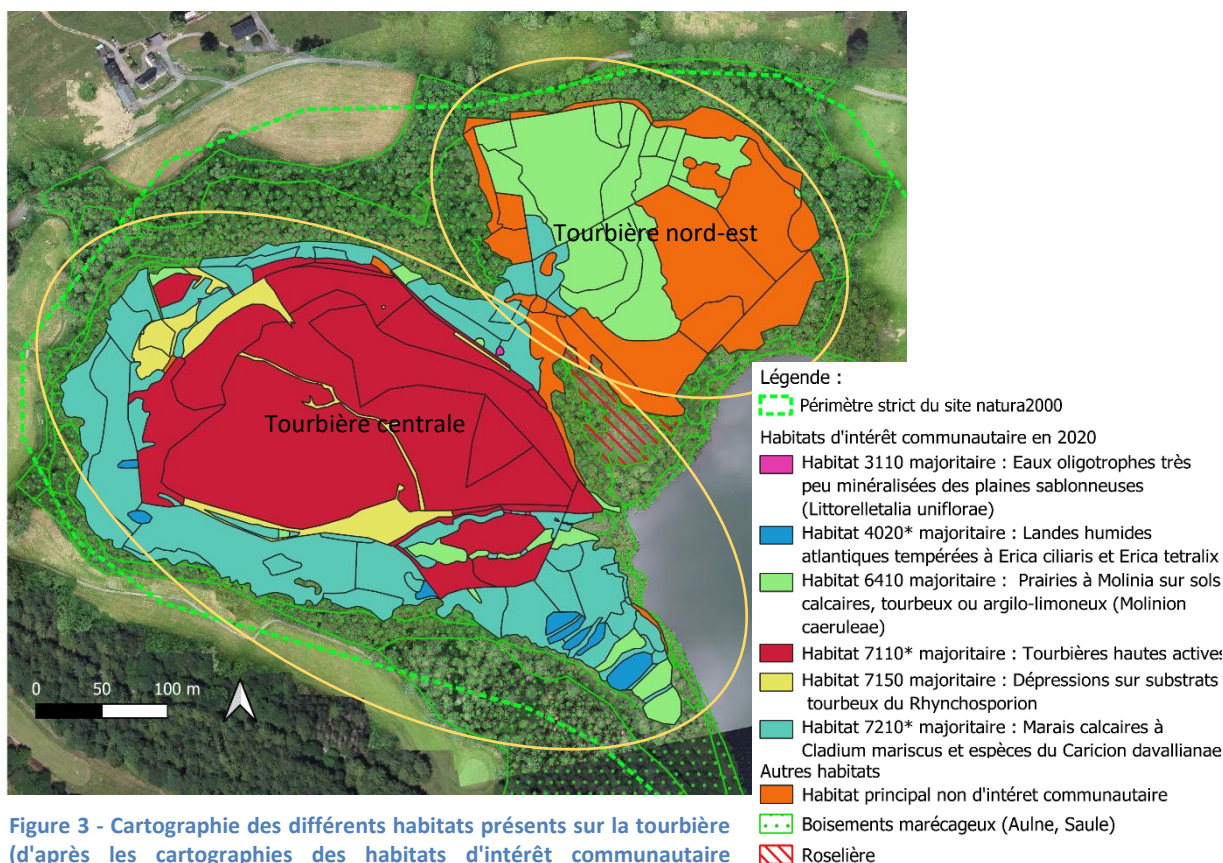 Tourbière nord-est
Tourbière centrale
0 50 100 m
Légende :
Périmètre strict du site natura2000
Habitats d'intérêt communautaire en 2020
Habitat 3110 majoritaire : Eaux oligotrophes très
peu minéralisées des plaines sablonneuses
(Littorelletalia uniflorae)
Habitat 4020* majoritaire : Landes humides
atlantiques tempérées à Erica ciliaris et Erica tetralix
Habitat 6410 majoritaire : Prairies à Molinia sur sols
calcaires, tourbeux ou argilo-limoneux (Molinion
caeruleae)
Habitat 7110* majoritaire : Tourbières hautes actives
Habitat 7150 majoritaire : Dépressions sur substrats
tourbeux du Rhynchosporion
Habitat 7210* majoritaire : Marais calcaires à
Cladium mariscus et espèces du Caricion davallianae
Autres habitats
Habitat principal non d'intéret communautaire
Boisements marécageux (Aulne, Saule)
Roselière
Figure 3 - Cartographie des différents habitats présents sur la tourbière
(d'après les cartographies des habitats d'intérêt communautaire